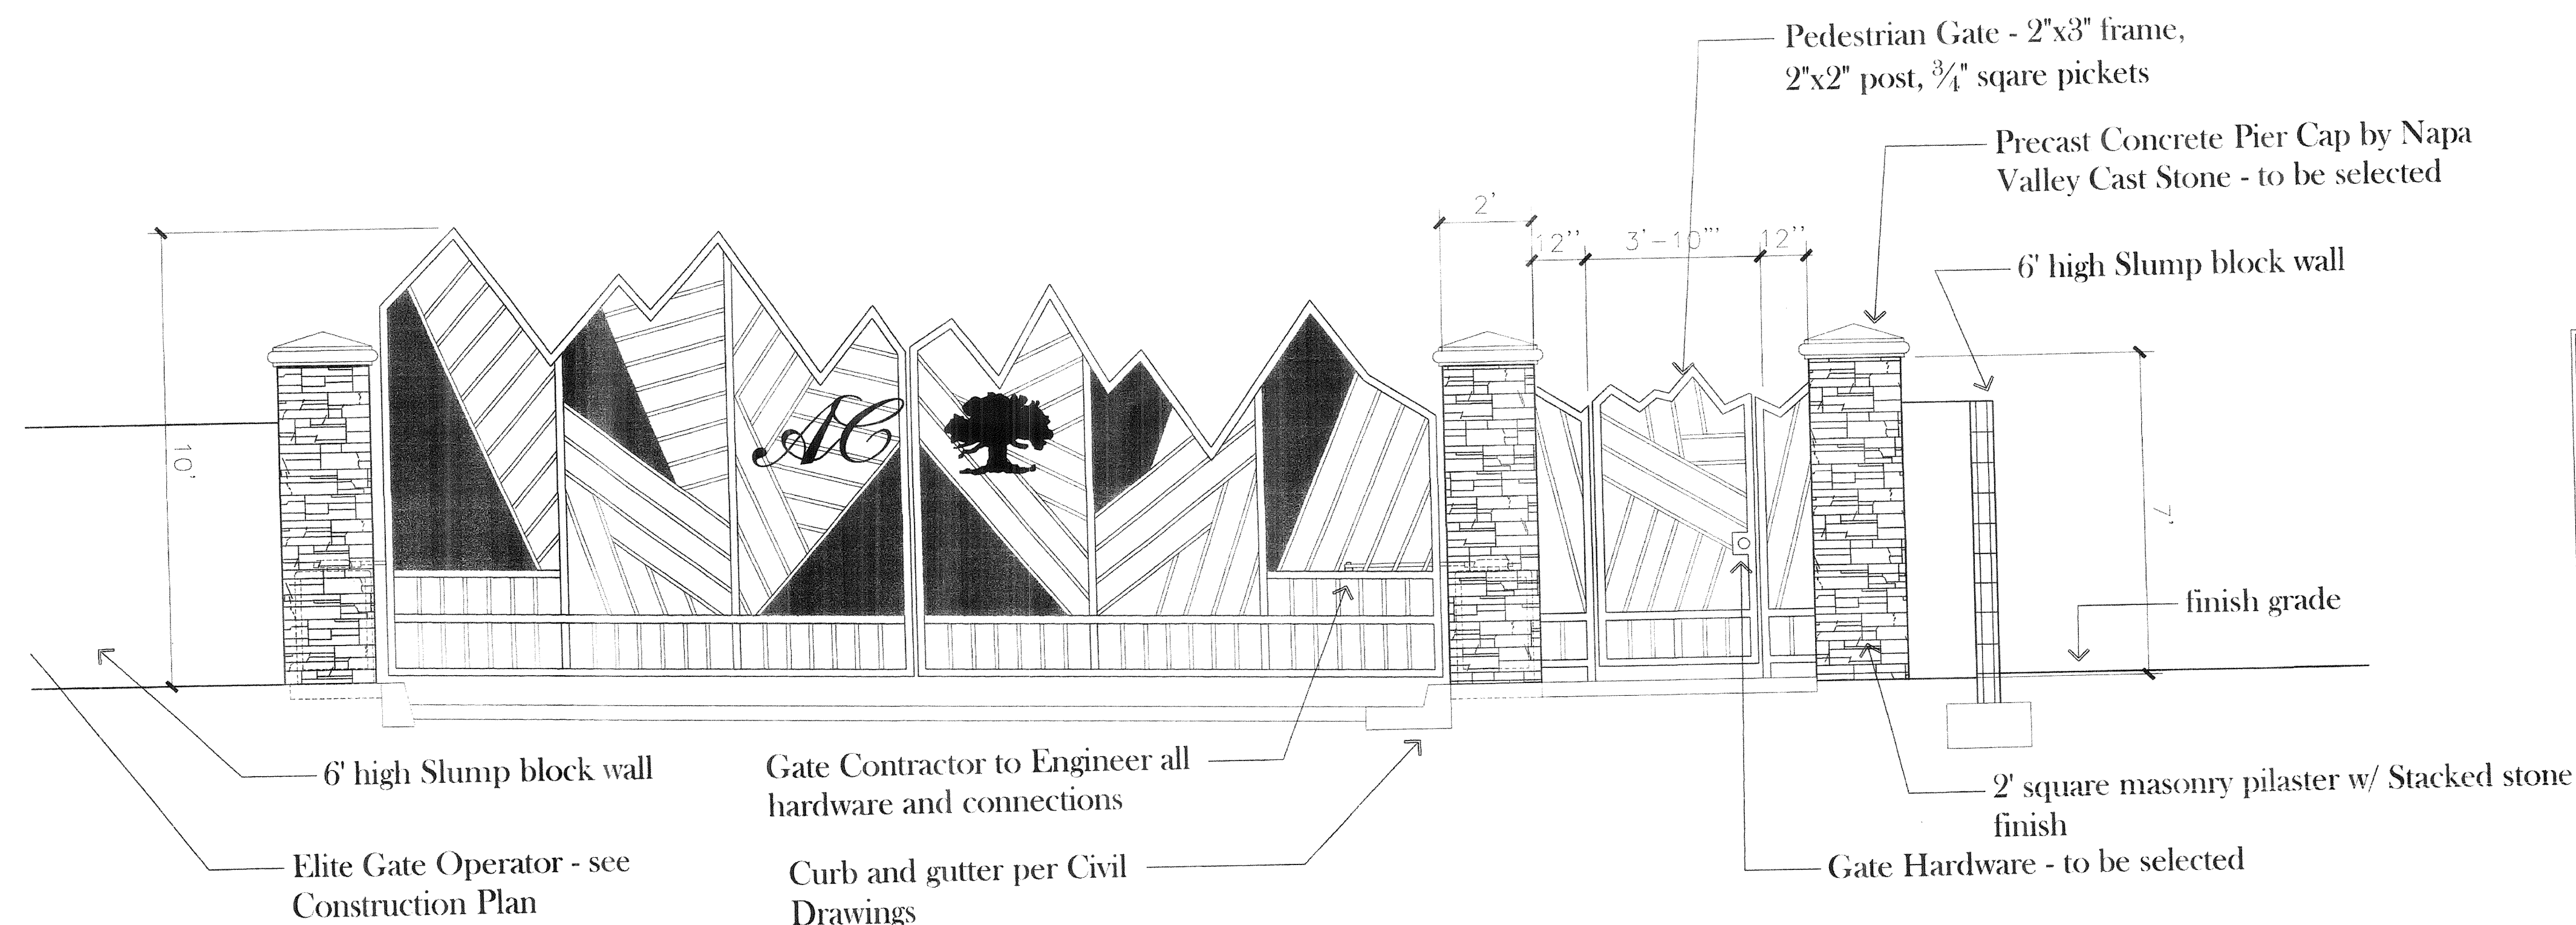 Pedestrian Gate - 2"x3" frame,
2"x2" post, ¾" sqare pickets
Precast Concrete Pier Cap by Napa
Valley Cast Stone - to be selected
6' high Slump block wall
2'
12''
3'-10'''
12''
10'
AC
7'
finish grade
6' high Slump block wall
Elite Gate Operator - see
Construction Plan
Gate Contractor to Engineer all
hardware and connections
Curb and gutter per Civil
Drawings
2' square masonry pilaster w/ Stacked stone
finish
Gate Hardware - to be selected